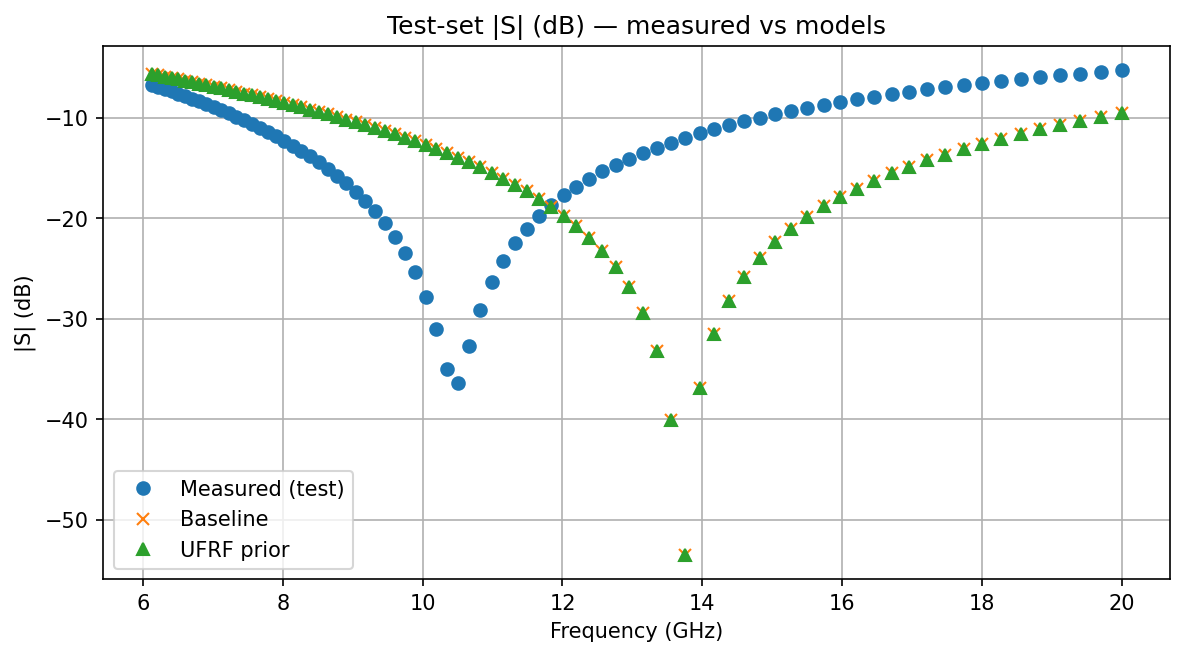 Test-set |S| (dB) — measured vs models
|S| (dB)
−10
−20
−30
−40
−50
Measured (test)
Baseline
UFRF prior
6 8 10 12 14 16 18 20
Frequency (GHz)